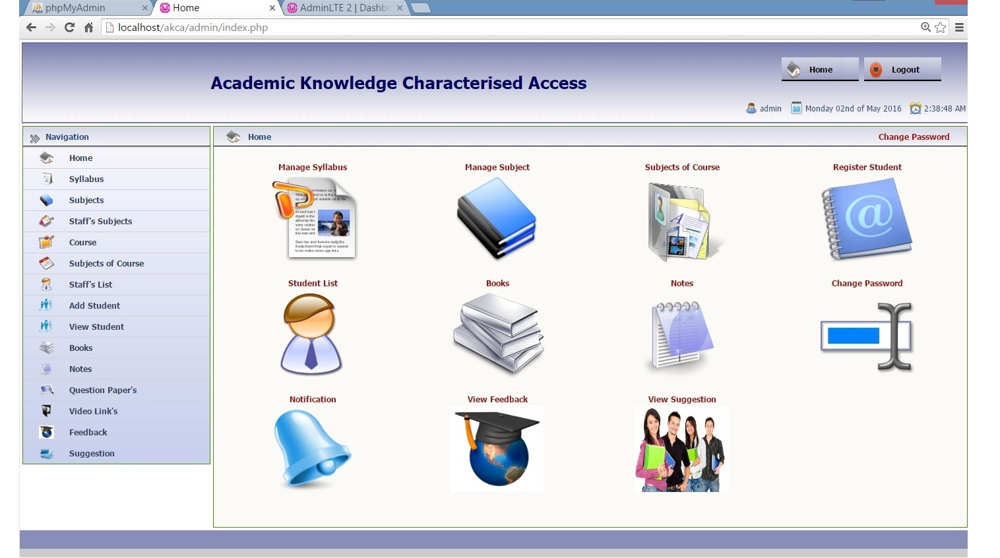 phpMyAdmin
Home
AdminLTE 2 | Dashbo
localhost/akca/admin/index.php
Home
Logout
Academic Knowledge Characterised Access
admin
Monday 02nd of May 2016
2:38:48 AM
Navigation
Home
Syllabus
Subjects
Staff's Subjects
Course
Subjects of Course
Staff's List
Add Student
View Student
Books
Notes
Question Paper's
Video Link's
Feedback
Suggestion
Home
Change Password
Manage Syllabus
Manage Subject
Subjects of Course
Register Student
Student List
Books
Notes
Change Password
Notification
View Feedback
View Suggestion